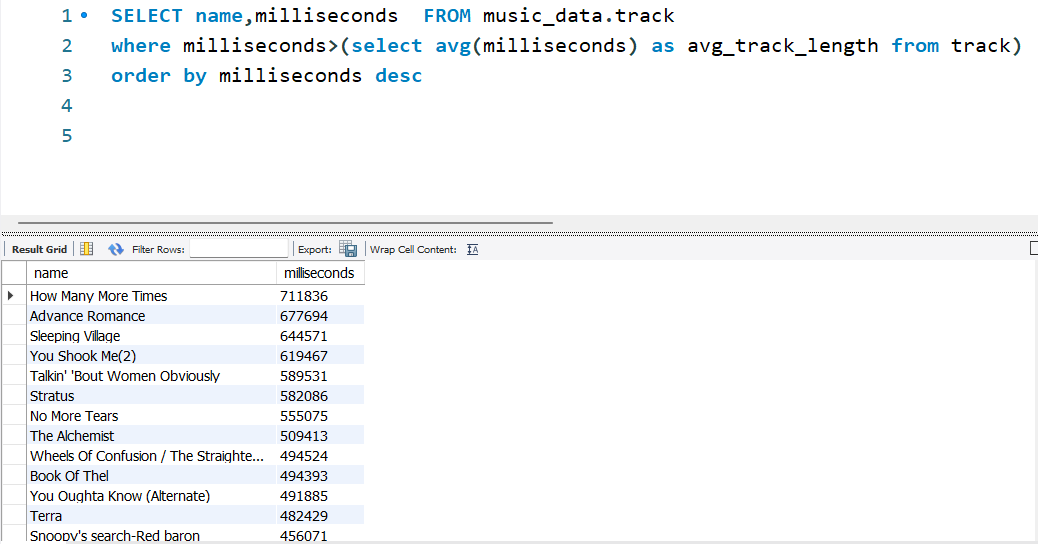 1 SELECT name,milliseconds  FROM music_data.track
2 where milliseconds>(select avg(milliseconds) as avg_track_length from track)
3 order by milliseconds desc
4
5
Result Grid Filter Rows: Export: Wrap Cell Content: IA
name milliseconds
How Many More Times 711836
Advance Romance 677694
Sleeping Village 644571
You Shook Me(2) 619467
Talkin' 'Bout Women Obviously 589531
Stratus 582086
No More Tears 555075
The Alchemist 509413
Wheels Of Confusion / The Straighte... 494524
Book Of Thel 494393
You Oughta Know (Alternate) 491885
Terra 482429
Snoopy's search-Red baron 456071